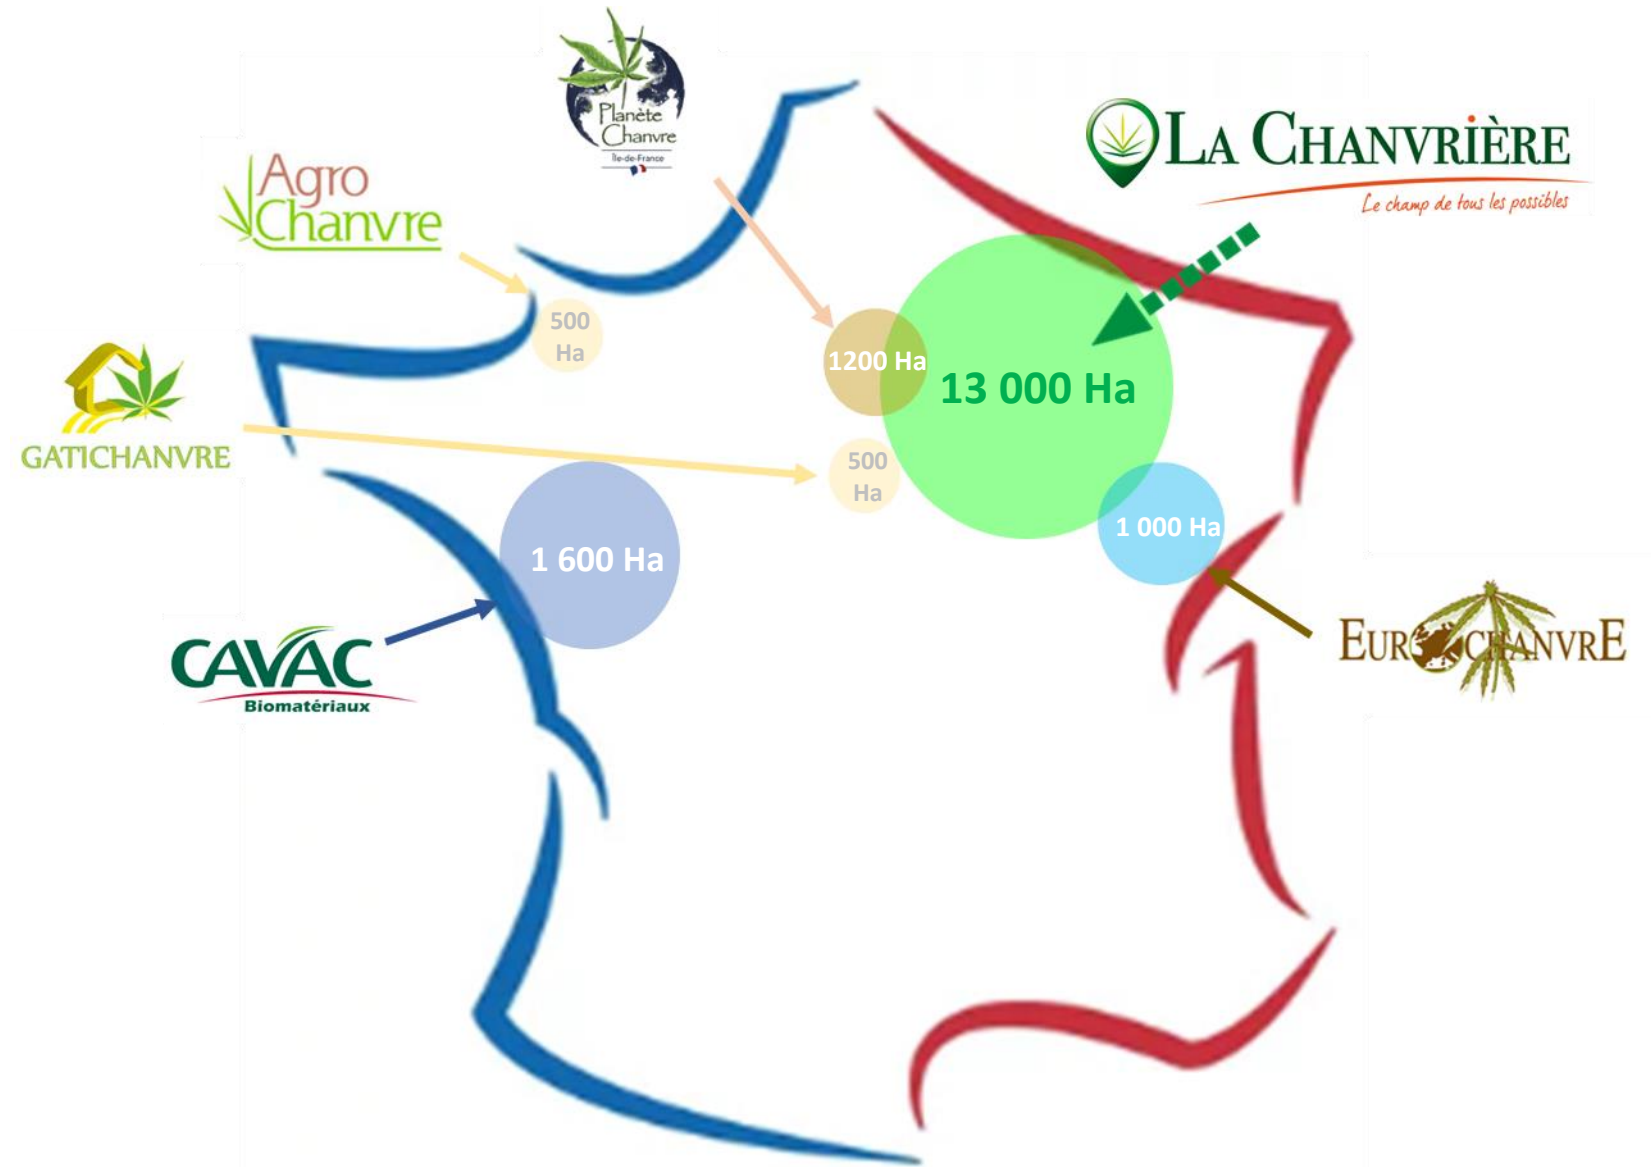 Planète
Chanvre
Île-de-France
LA CHANVRIÈRE
Le champ de tous les possibles
Agro
Chanvre
500
Ha
1200 Ha
13 000 Ha
GATICHANVRE
500
Ha
1 600 Ha
1 000 Ha
CAVAC
Biomatériaux
EUROCHANVRE